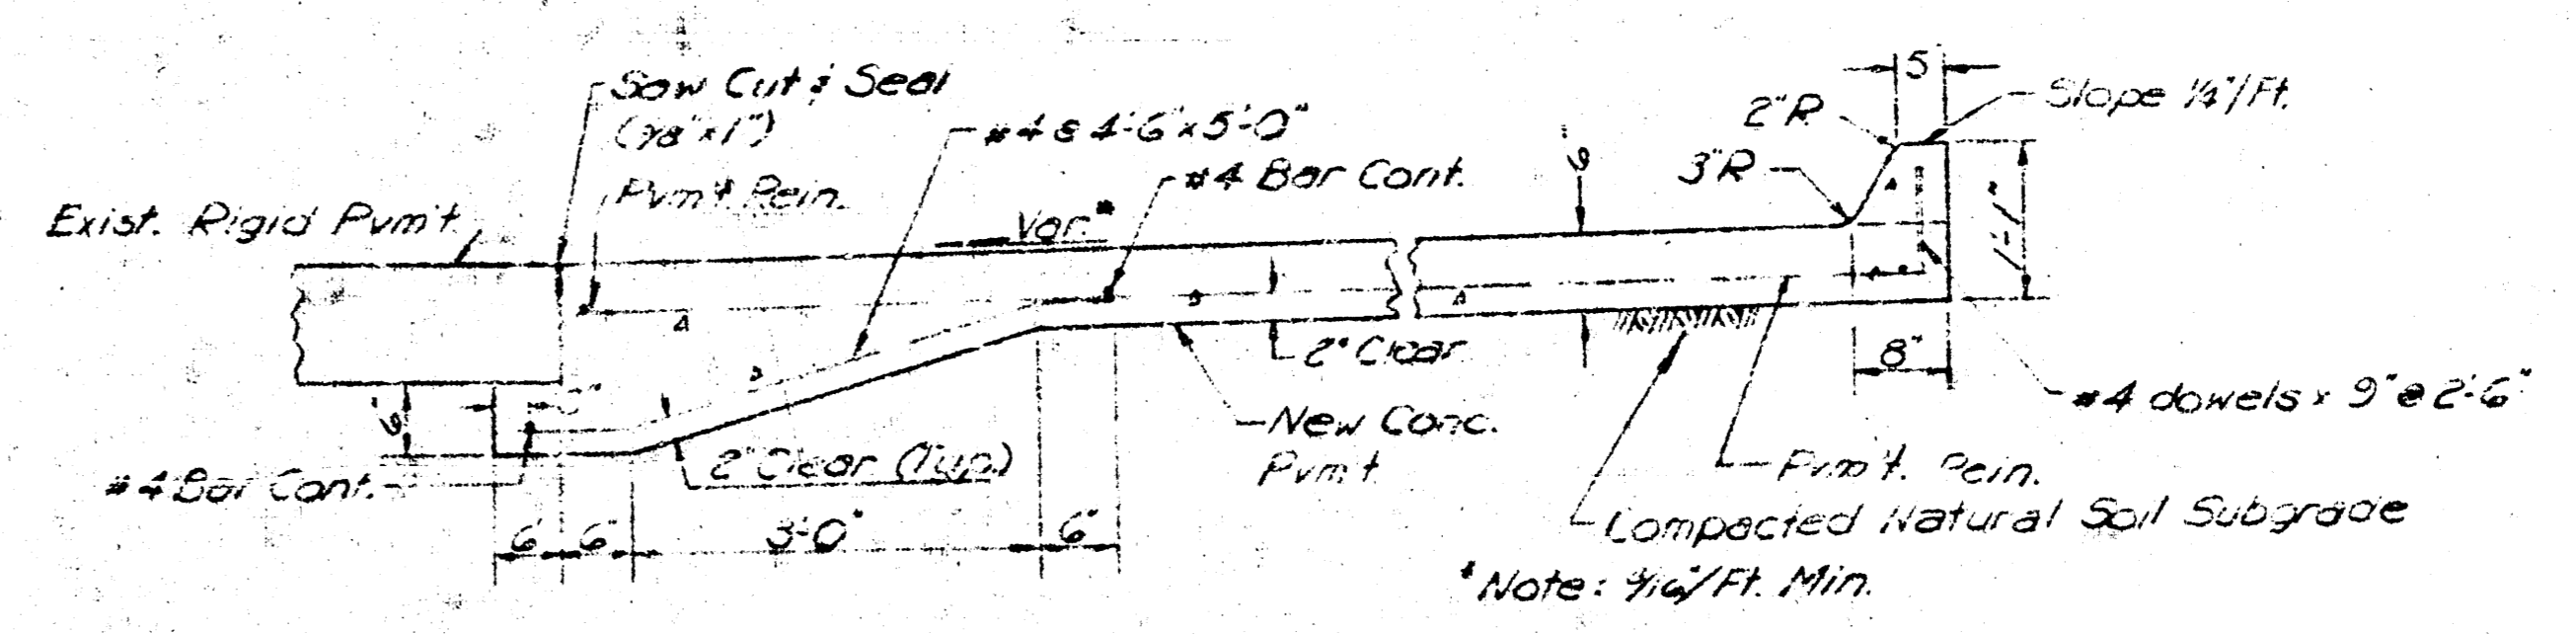 Saw Cut & Seal
(3/8"x1")
#4 @ 4'-6"x5'-0"
5
Slope 1/4"/Ft.
2"R
Pvm't. Rein.
#4 Bar Cont.
3"R
Exist. Rigid Pvm't.
Var.*
6"
1'-1"
2" Clear
8"
#4 dowels x 9" @ 2'-6"
6"
New Conc.
Pvm't
2" Clear (Typ.)
#4 Bar Cont.
Pvm't. Rein.
Compacted Natural Soil Subgrade
6" 6" 3'-0" 6"
*Note: /Ft. Min.